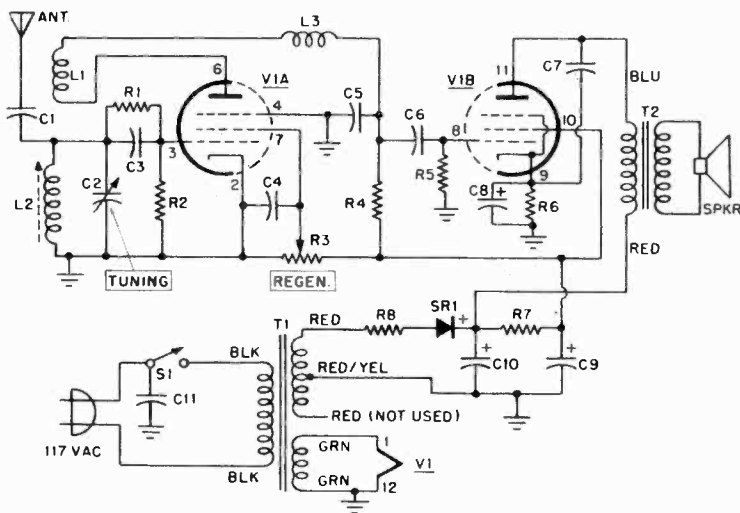 ANT.
L3
L1
6
V1A
11
C7
BLU
T2
R1
4
C5
C6
V1B
10
C1
7
8
3
C3
2
C4
R5
9
C8 +
R6
L2
C2
R2
R4
SPKR
R3
RED
TUNING
REGEN.
T1
RED
R8
SR1
+
R7
+
+
S1
BLK
RED/YEL
C10
C9
C11
RED (NOT USED)
117 VAC
GRN
1
V1
BLK
GRN
12